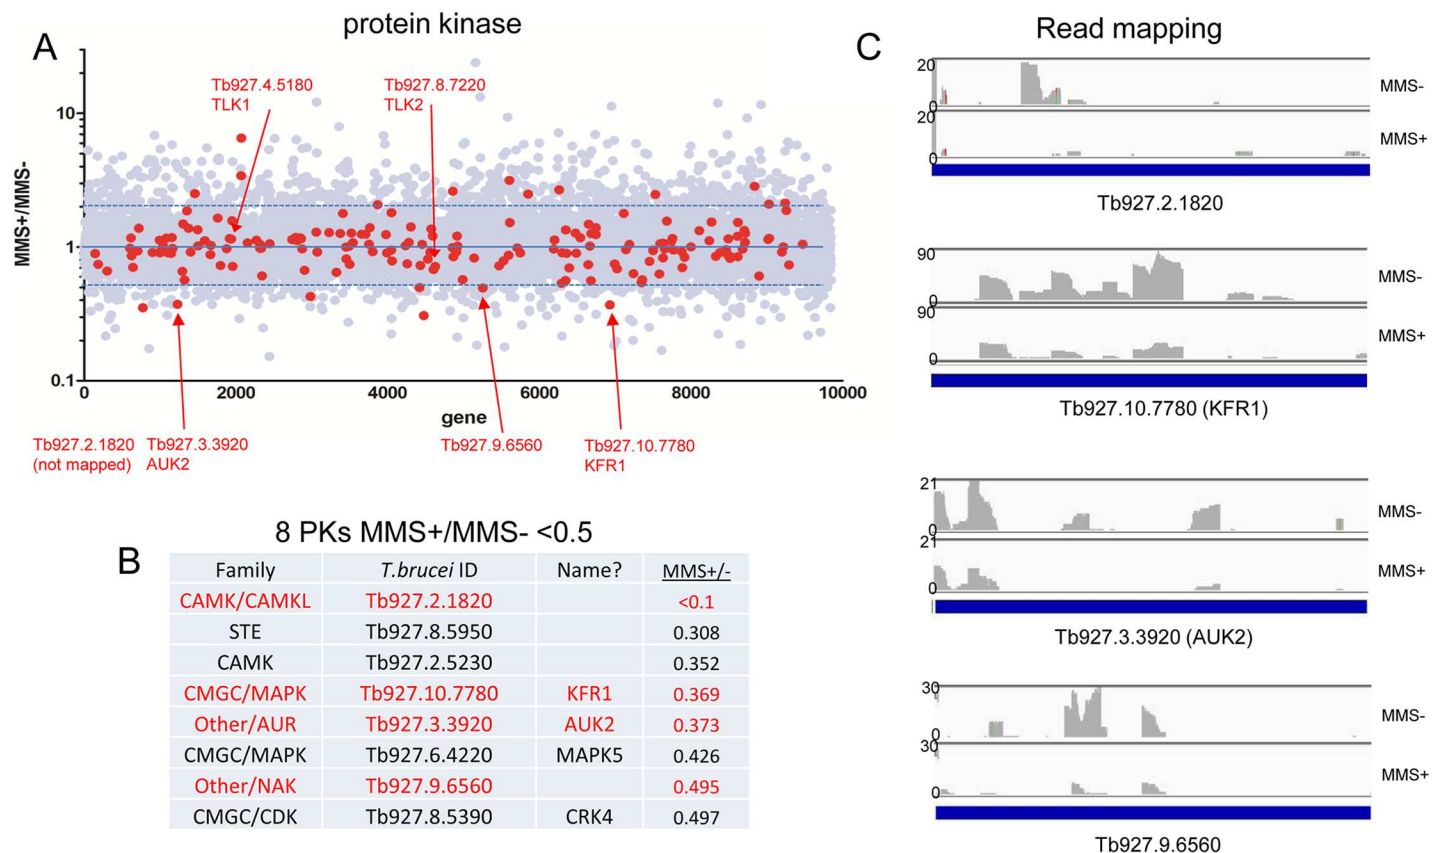 protein kinase
A
Tb927.4.5180
TLK1
Tb927.8.7220
TLK2
MMS+/MMS-
10
1
0.1
0 2000 4000 6000 8000 10000
gene
Tb927.2.1820
(not mapped)
Tb927.3.3920
AUK2
Tb927.9.6560
Tb927.10.7780
KFR1
B
8 PKs MMS+/MMS- <0.5
Family T.brucei ID Name? MMS+/-
CAMK/CAMKL Tb927.2.1820 <0.1
STE Tb927.8.5950 0.308
CAMK Tb927.2.5230 0.352
CMGC/MAPK Tb927.10.7780 KFR1 0.369
Other/AUR Tb927.3.3920 AUK2 0.373
CMGC/MAPK Tb927.6.4220 MAPK5 0.426
Other/NAK Tb927.9.6560 0.495
CMGC/CDK Tb927.8.5390 CRK4 0.497
C
Read mapping
20
0
MMS-
20
0
MMS+
Tb927.2.1820
90
0
MMS-
90
0
MMS+
Tb927.10.7780 (KFR1)
21
0
MMS-
21
0
MMS+
Tb927.3.3920 (AUK2)
30
0
MMS-
30
0
MMS+
Tb927.9.6560